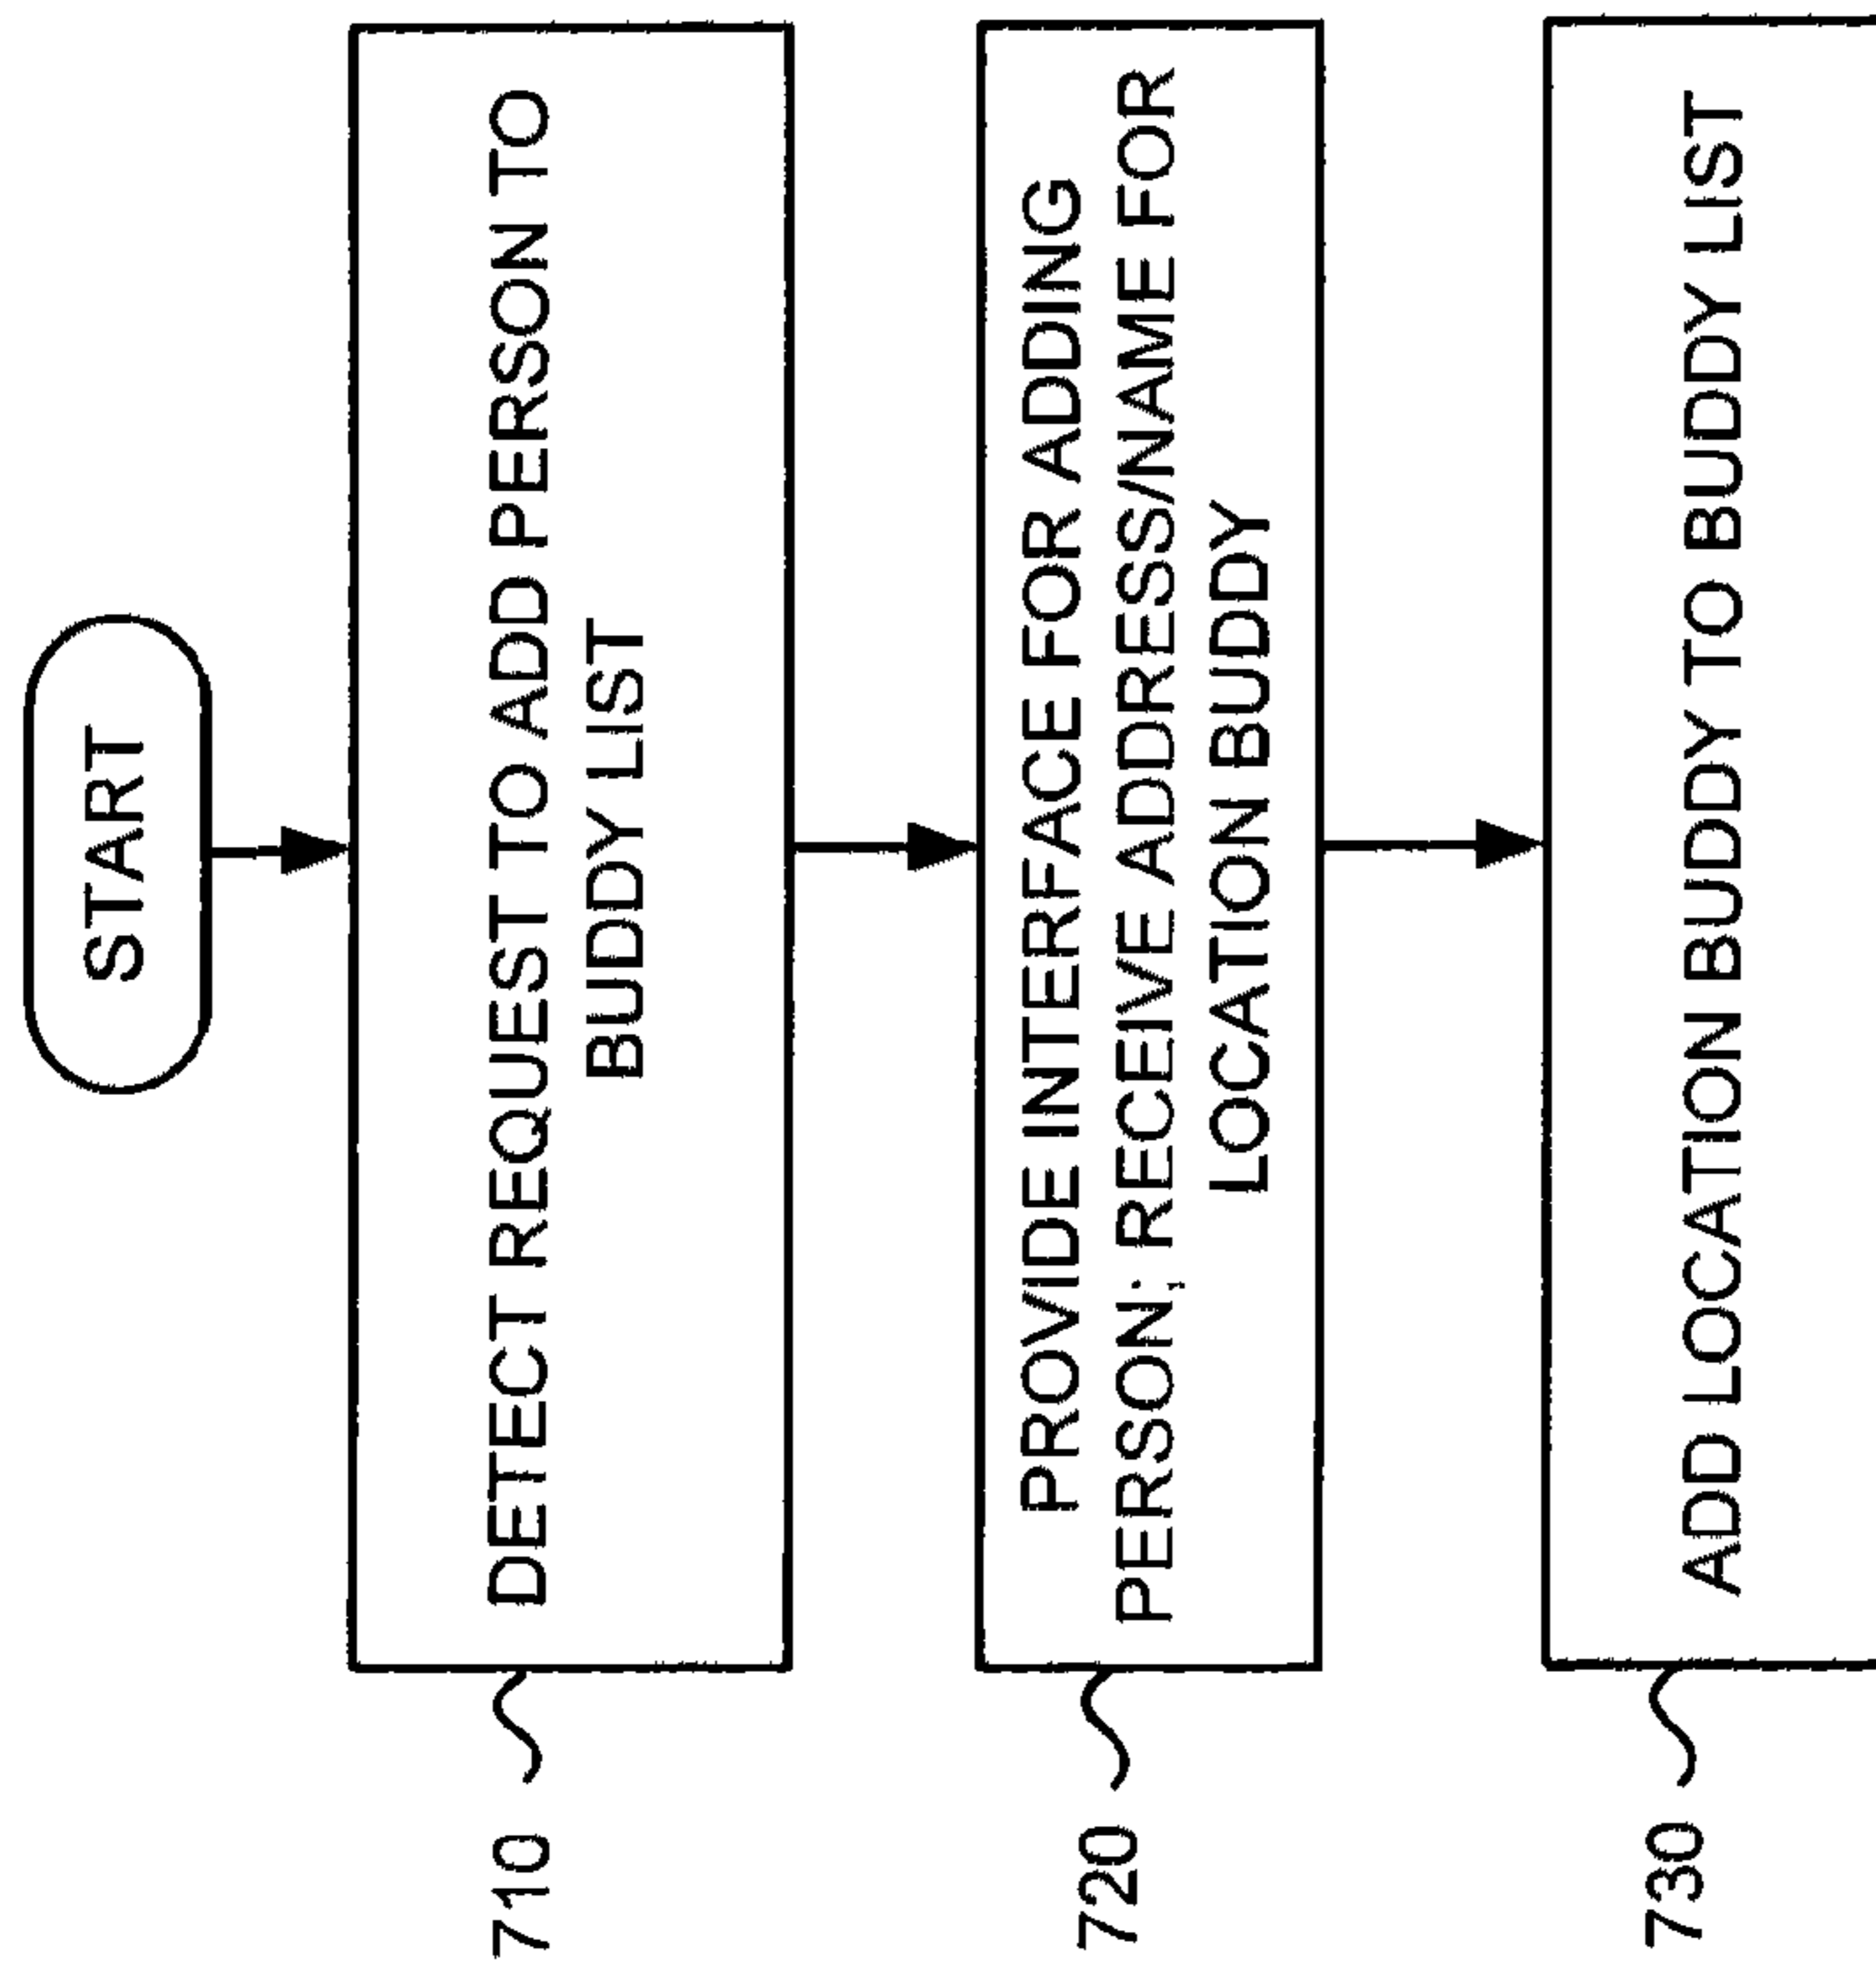 START
710
DETECT REQUEST TO ADD PERSON TO
BUDDY LIST
720
PROVIDE INTERFACE FOR ADDING
PERSON; RECEIVE ADDRESS/NAME FOR
LOCATION BUDDY
730
ADD LOCATION BUDDY TO BUDDY LIST